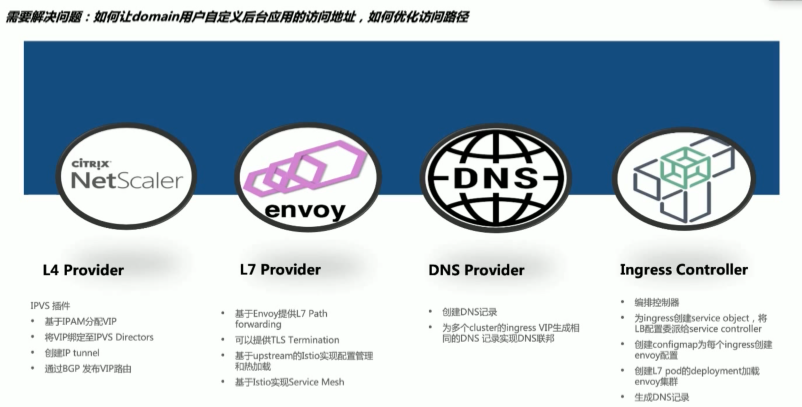 需要解决问题：如何让domain用户自定义后台应用的访问地址，如何优化访问路径
CITRIX
NetScaler
envoy
DNS
L4 Provider
IPVS 插件
• 基于IPAM分配VIP
• 将VIP绑定至IPVS Directors
• 创建IP tunnel
• 通过BGP 发布VIP路由
L7 Provider
• 基于Envoy提供L7 Path
forwarding
• 可以提供TLS Termination
• 基于upstream的Istio实现配置管理
和热加载
• 基于Istio实现Service Mesh
DNS Provider
• 创建DNS记录
• 为多个cluster的ingress VIP生成相
同的DNS 记录实现DNS联邦
Ingress Controller
• 编排控制器
• 为ingress创建service object，将
LB配置委派给service controller
• 创建configmap为每个ingress创建
envoy配置
• 创建L7 pod的deployment加载
envoy集群
• 生成DNS记录